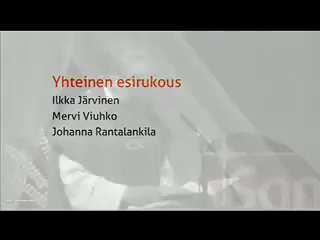 Yhteinen esirukous
Ilkka Järvinen
Mervi Viuhko
Johanna Rantalankila